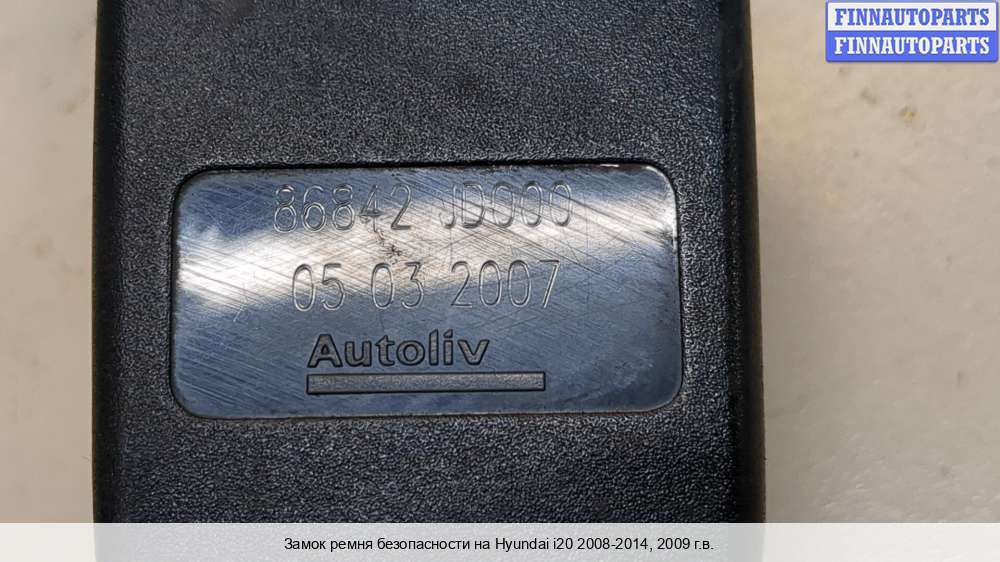 FINNAUTOPARTS
FINNAUTOPARTS
86842 JD000
05 03 2007
Autoliv
Замок ремня безопасности на Hyundai i20 2008-2014, 2009 г.в.